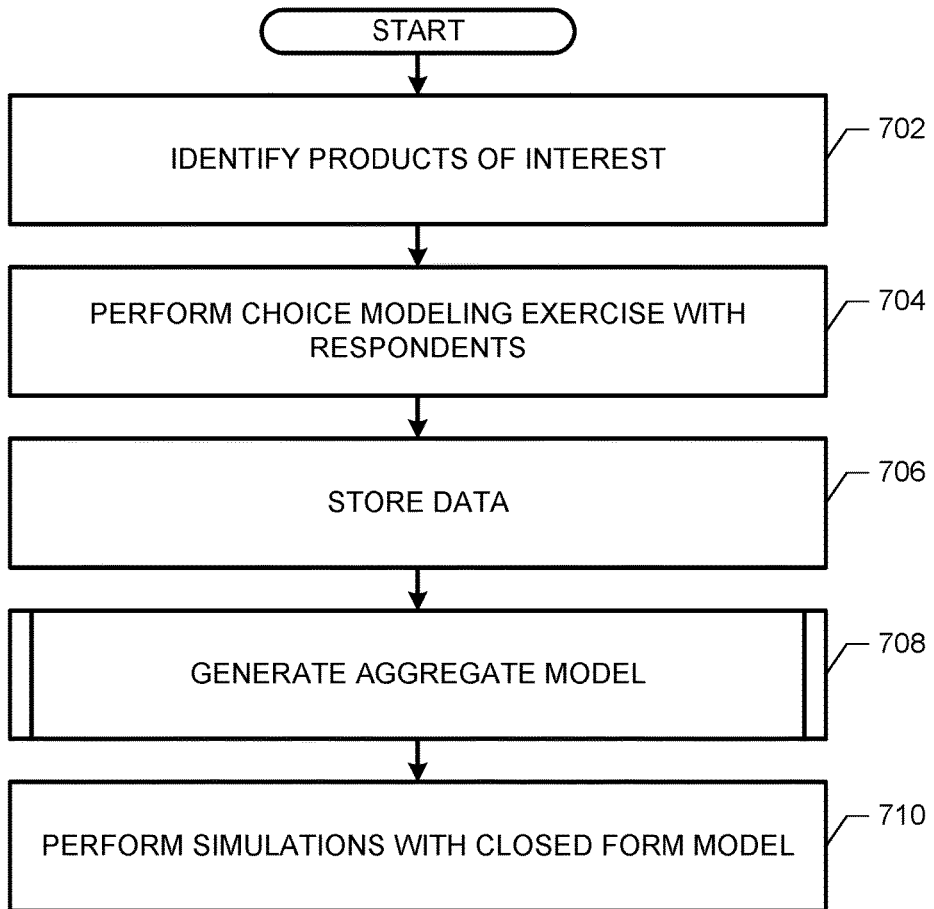 START
IDENTIFY PRODUCTS OF INTEREST
702
PERFORM CHOICE MODELING EXERCISE WITH
RESPONDENTS
704
STORE DATA
706
GENERATE AGGREGATE MODEL
708
PERFORM SIMULATIONS WITH CLOSED FORM MODEL
710